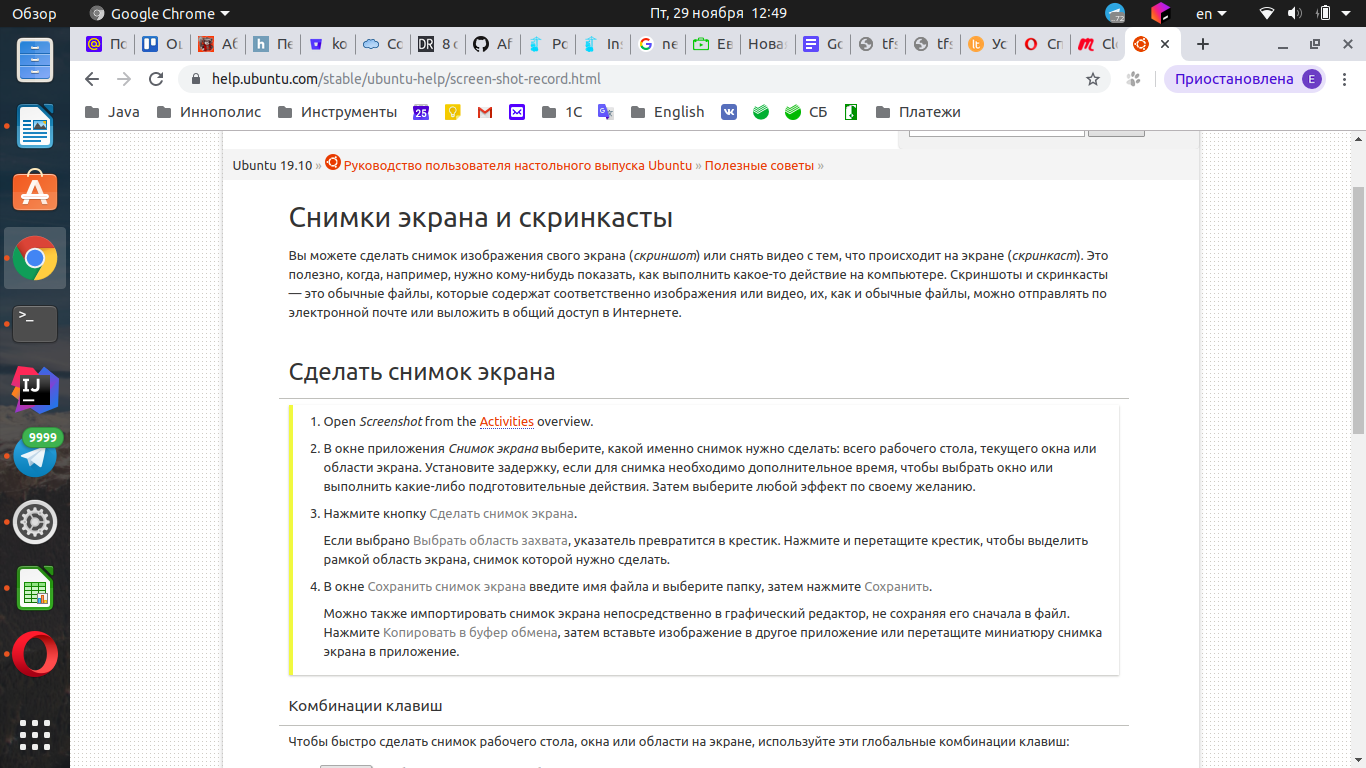 Обзор Google Chrome Пт, 29 ноября 12:49 72 en
По Оц Аб Пе ko Co DR 8 с Af Po Ins ne Ев Нова Go tfs tfs Ус Ст Clo
help.ubuntu.com/stable/ubuntu-help/screen-shot-record.html Приостановлена E
Java Иннополис Инструменты 25 1С English СБ Платежи
Ubuntu 19.10 » Руководство пользователя настольного выпуска Ubuntu » Полезные советы »
Снимки экрана и скринкасты
Вы можете сделать снимок изображения своего экрана (скриншот) или снять видео с тем, что происходит на экране (скринкаст). Это
полезно, когда, например, нужно кому-нибудь показать, как выполнить какое-то действие на компьютере. Скриншоты и скринкасты
— это обычные файлы, которые содержат соответственно изображения или видео, их, как и обычные файлы, можно отправлять по
электронной почте или выложить в общий доступ в Интернете.
Сделать снимок экрана
1. Open Screenshot from the Activities overview.
2. В окне приложения Снимок экрана выберите, какой именно снимок нужно сделать: всего рабочего стола, текущего окна или
области экрана. Установите задержку, если для снимка необходимо дополнительное время, чтобы выбрать окно или
выполнить какие-либо подготовительные действия. Затем выберите любой эффект по своему желанию.
3. Нажмите кнопку Сделать снимок экрана.
Если выбрано Выбрать область захвата, указатель превратится в крестик. Нажмите и перетащите крестик, чтобы выделить
рамкой область экрана, снимок которой нужно сделать.
4. В окне Сохранить снимок экрана введите имя файла и выберите папку, затем нажмите Сохранить.
Можно также импортировать снимок экрана непосредственно в графический редактор, не сохраняя его сначала в файл.
Нажмите Копировать в буфер обмена, затем вставьте изображение в другое приложение или перетащите миниатюру снимка
экрана в приложение.
Комбинации клавиш
Чтобы быстро сделать снимок рабочего стола, окна или области на экране, используйте эти глобальные комбинации клавиш:
>_
IJ
9999